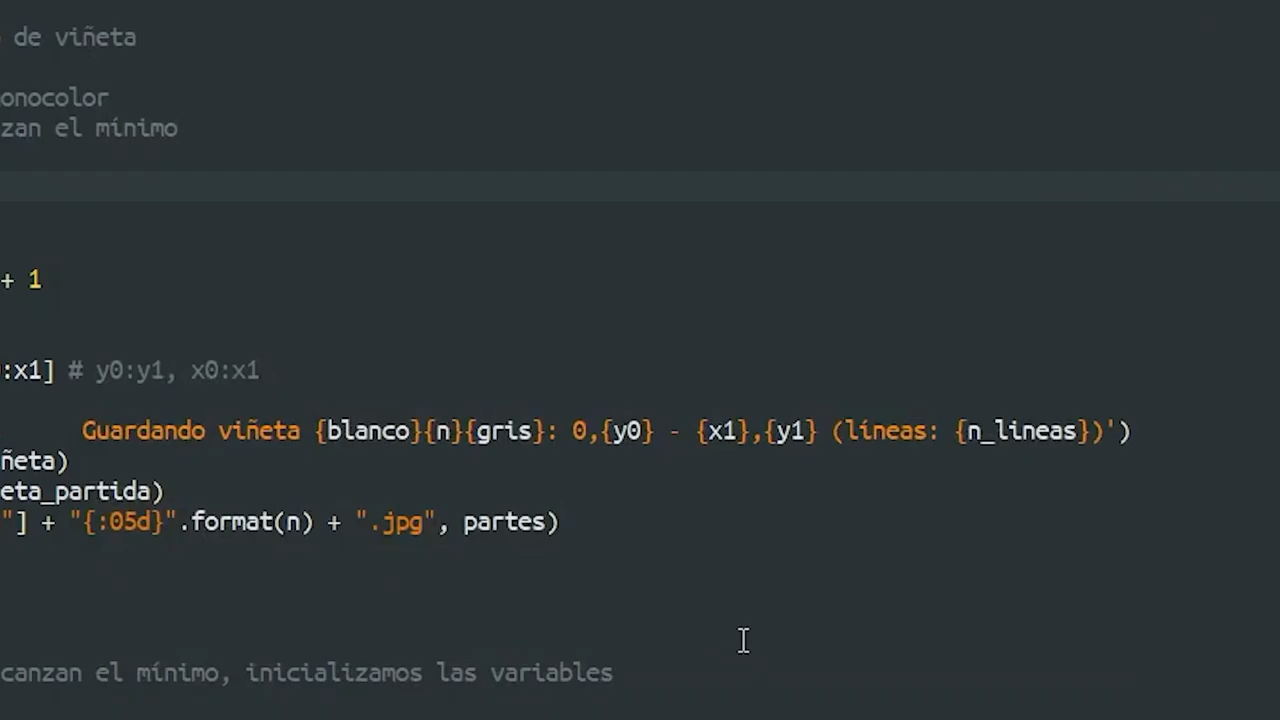 de viñeta
onocolor
zan el mínimo
+ 1
:x1] # y0:y1, x0:x1
Guardando viñeta {blanco}{n}{gris}: 0,{y0} - {x1},{y1} (líneas: {n_lineas})')
ñeta)
eta_partida)
"] + "{:05d}".format(n) + ".jpg", partes)
canzan el mínimo, inicializamos las variables